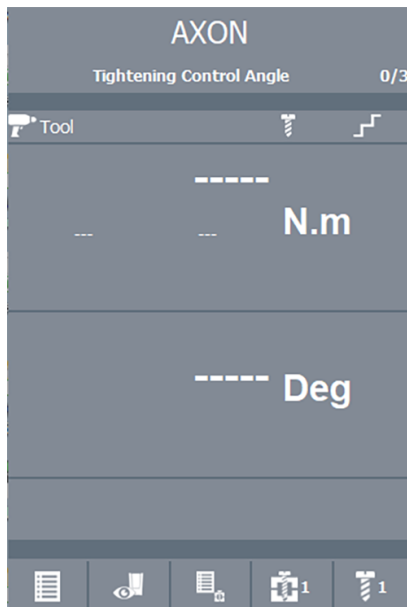 AXON
Tightening Control Angle 0/3
Tool
-----
--- --- N.m
----- Deg
1 1